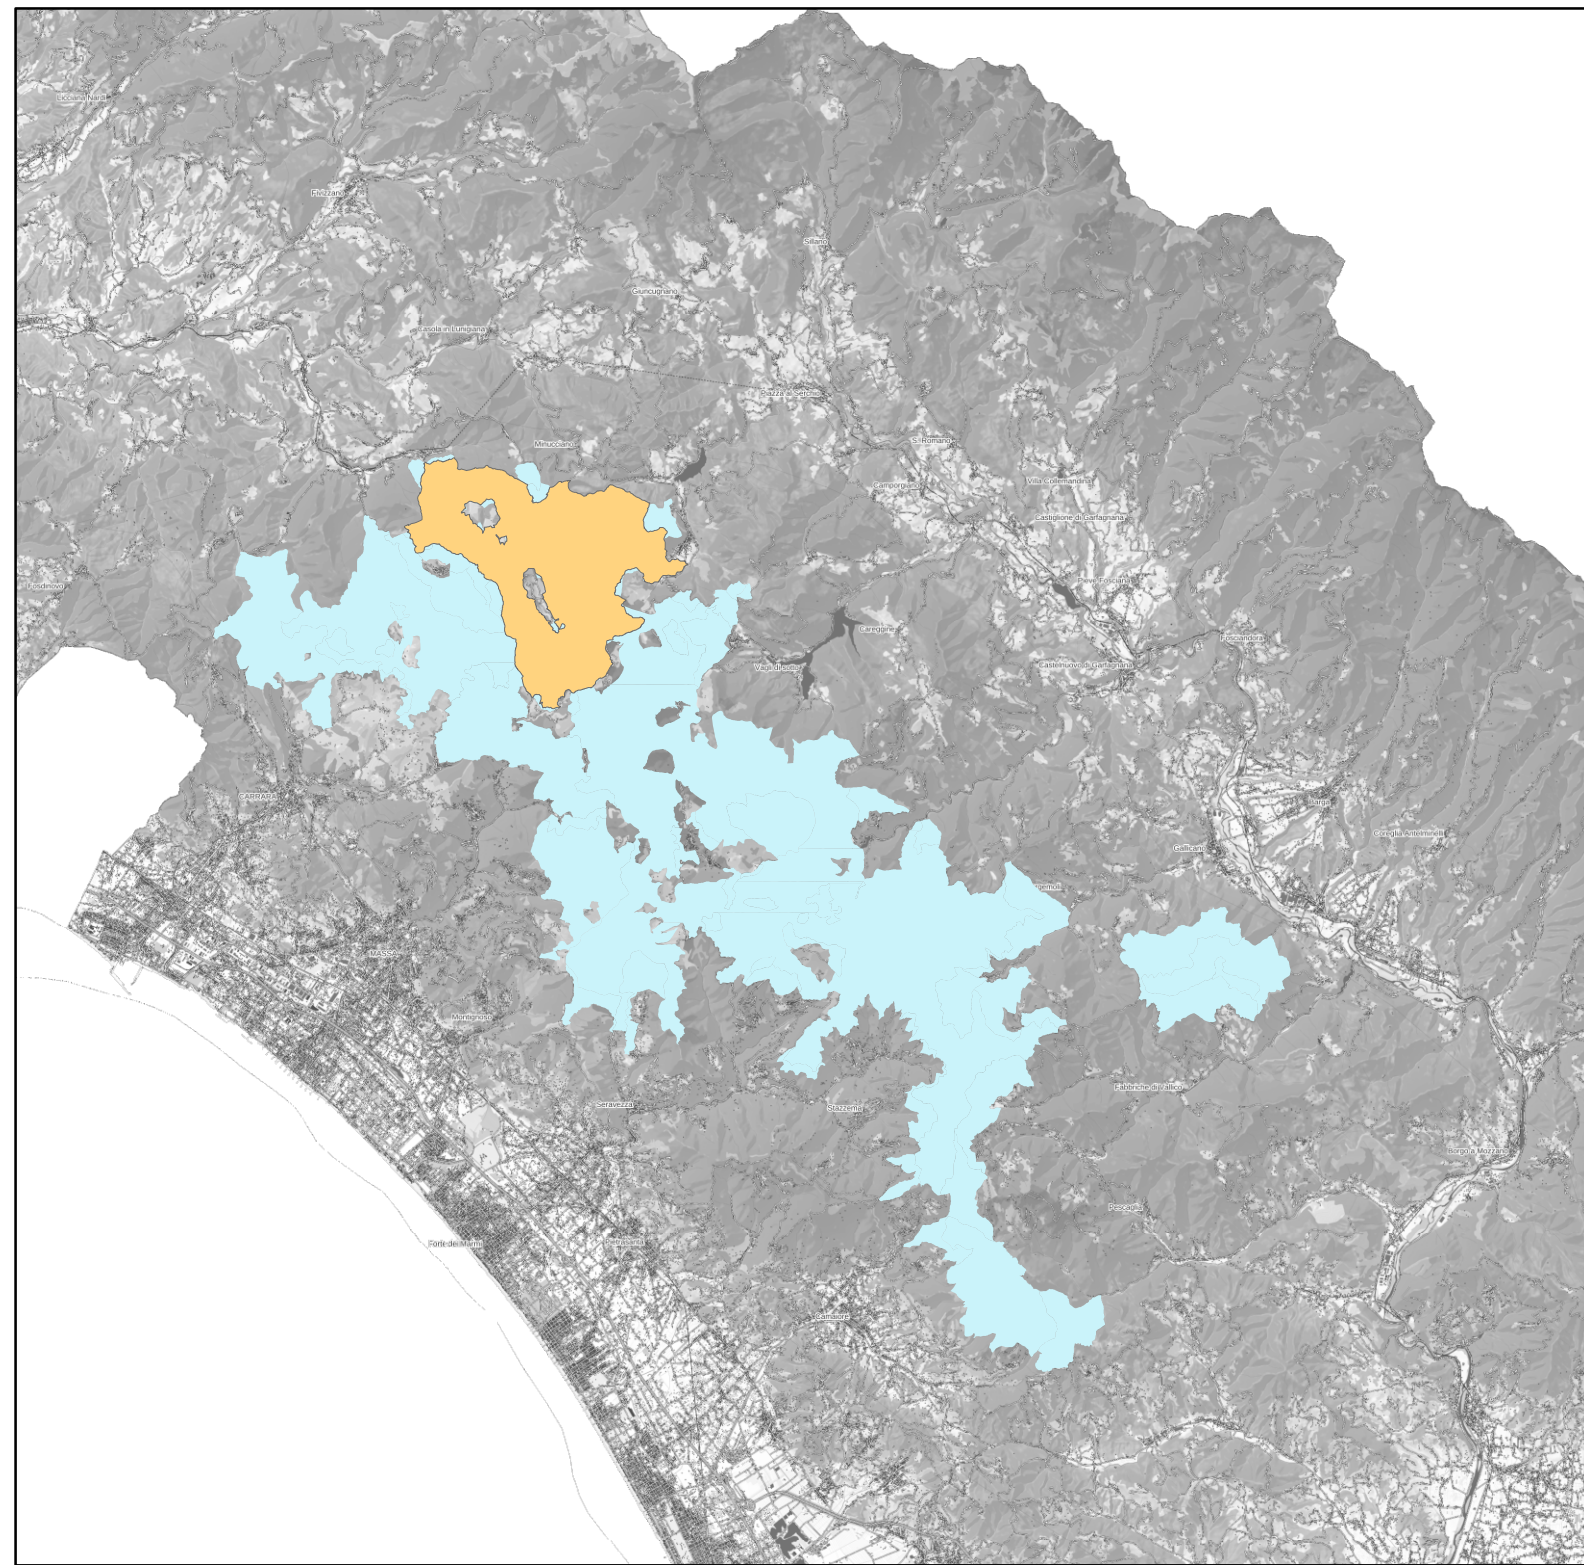 Licciana Nardi
Fivizzano
Sillano
Giuncugnano
Casola in Lunigiana
Piazza al Serchio
Minucciano
S. Romano
Camporgiano
Villa Collemandina
Castiglione di Garfagnana
Fosdinovo
Pieve Fosciana
Careggine
Fosciandora
Vagli di sotto
Castelnuovo di Garfagnana
CARRARA
Barga
Coreglia Antelminelli
Gallicano
MASSA
Montignoso
Fabbriche di Vallico
Seravezza
Stazzema
Borgo a Mozzano
Pescaglia
Forte dei Marmi
Pietrasanta
Camaiore